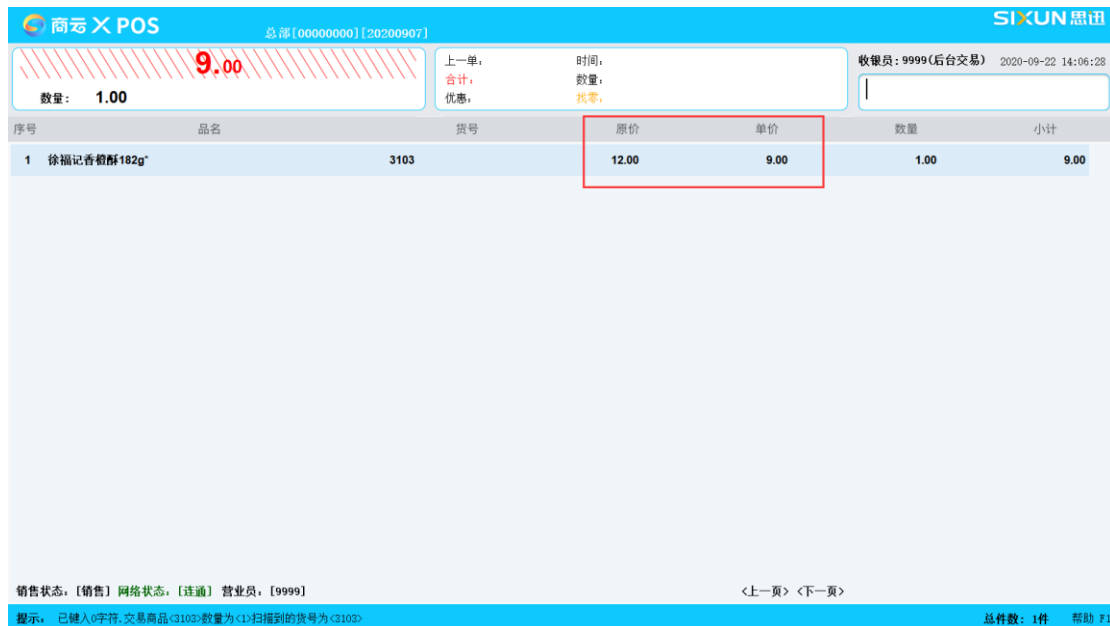 商云 X POS
总部[00000000][20200907]
SIXUN 思迅
9.00
数量: 1.00
上一单: 时间:
合计: 数量:
优惠: 找零:
收银员:9999(后台交易) 2020-09-22 14:06:28
序号 品名 货号 原价 单价 数量 小计
1 徐福记香橙酥182g* 3103 12.00 9.00 1.00 9.00
销售状态:[销售] 网络状态:[连通] 营业员:[9999] <上一页> <下一页>
提示: 已键入0字符.交易商品<3103>数量为<1>扫描到的货号为<3103> 总件数: 1件 帮助 F1